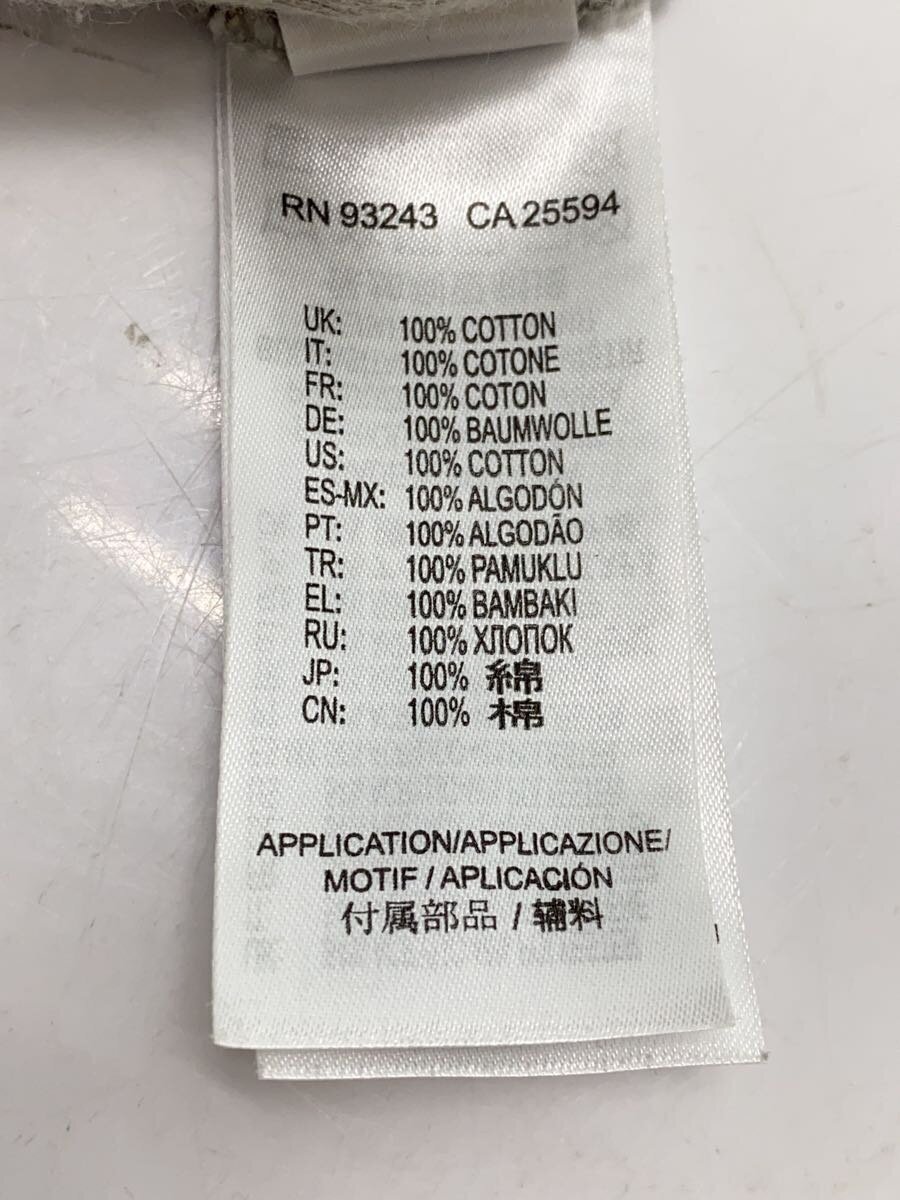 RN 93243 CA 25594
UK: 100% COTTON
IT: 100% COTONE
FR: 100% COTON
DE: 100% BAUMWOLLE
US: 100% COTTON
ES-MX: 100% ALGODÓN
PT: 100% ALGODÃO
TR: 100% PAMUKLU
EL: 100% BAMBAKI
RU: 100% ХЛОПОК
JP: 100% 綿
CN: 100% 棉
APPLICATION/APPLICAZIONE/
MOTIF / APLICACIÓN
付属部品 / 辅料